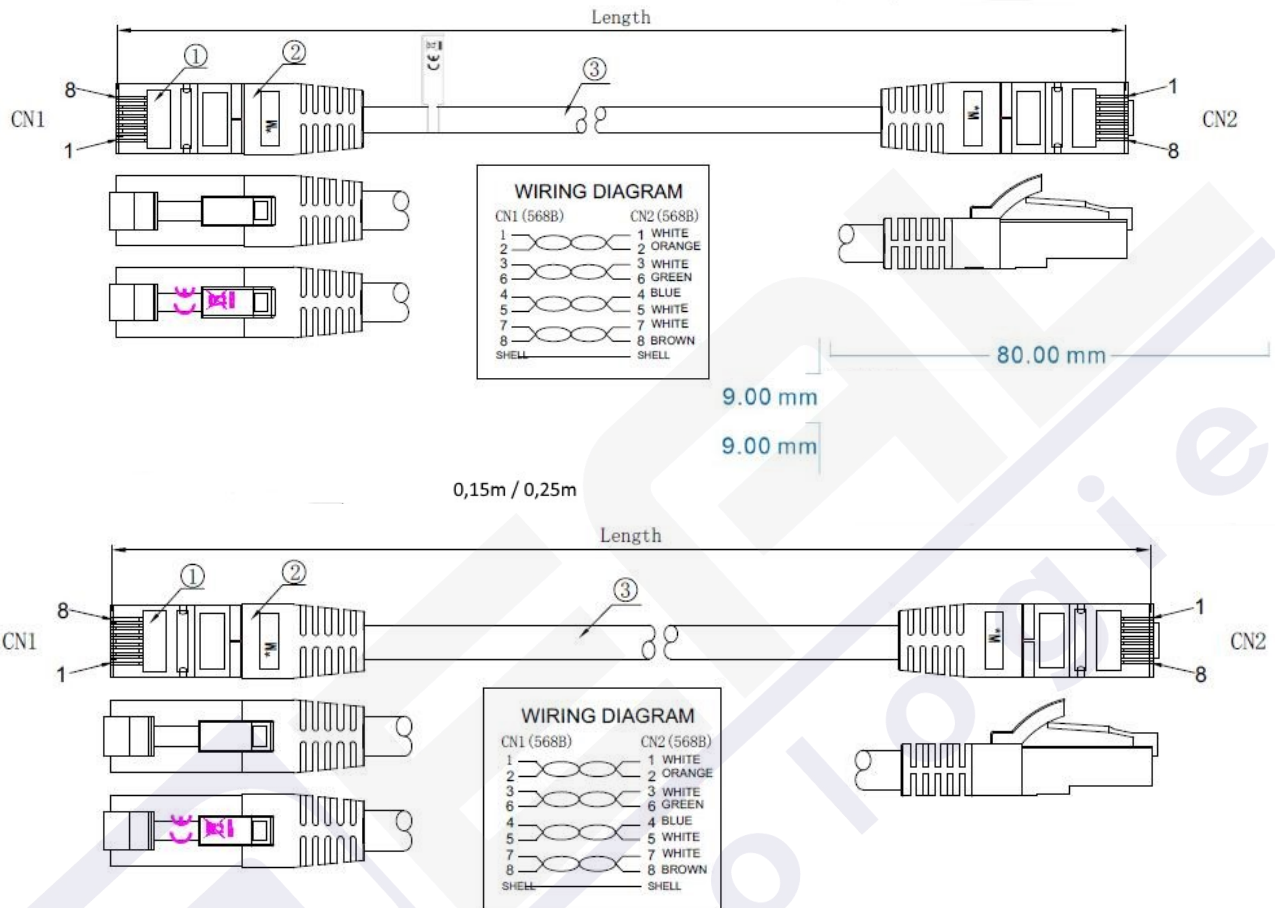 Length
① ② ③
8
1
CN1
*M
CE
*M
1
8
CN2
WIRING DIAGRAM
CN1 (568B) CN2 (568B)
1 1 WHITE
2 2 ORANGE
3 3 WHITE
6 6 GREEN
4 4 BLUE
5 5 WHITE
7 7 WHITE
8 8 BROWN
SHELL SHELL
CE
80.00 mm
9.00 mm
9.00 mm
0,15m / 0,25m
Length
① ② ③
8
1
CN1
*M
*M
1
8
CN2
WIRING DIAGRAM
CN1 (568B) CN2 (568B)
1 1 WHITE
2 2 ORANGE
3 3 WHITE
6 6 GREEN
4 4 BLUE
5 5 WHITE
7 7 WHITE
8 8 BROWN
SHELL SHELL
CE